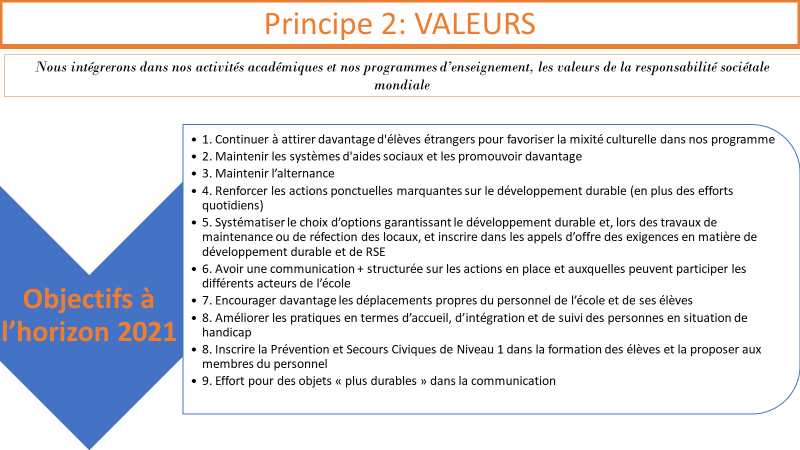 Principe 2: VALEURS
Nous intégrerons dans nos activités académiques et nos programmes d'enseignement, les valeurs de la responsabilité sociétale
mondiale
Objectifs à
l'horizon 2021
• 1. Continuer à attirer davantage d'élèves étrangers pour favoriser la mixité culturelle dans nos programme
• 2. Maintenir les systèmes d'aides sociaux et les promouvoir davantage
• 3. Maintenir l'alternance
• 4. Renforcer les actions ponctuelles marquantes sur le développement durable (en plus des efforts
quotidiens)
• 5. Systématiser le choix d'options garantissant le développement durable et, lors des travaux de
maintenance ou de réfection des locaux, et inscrire dans les appels d'offre des exigences en matière de
développement durable et de RSE
• 6. Avoir une communication + structurée sur les actions en place et auxquelles peuvent participer les
différents acteurs de l'école
• 7. Encourager davantage les déplacements propres du personnel de l'école et de ses élèves
• 8. Améliorer les pratiques en termes d'accueil, d'intégration et de suivi des personnes en situation de
handicap
• 8. Inscrire la Prévention et Secours Civiques de Niveau 1 dans la formation des élèves et la proposer aux
membres du personnel
• 9. Effort pour des objets « plus durables » dans la communication